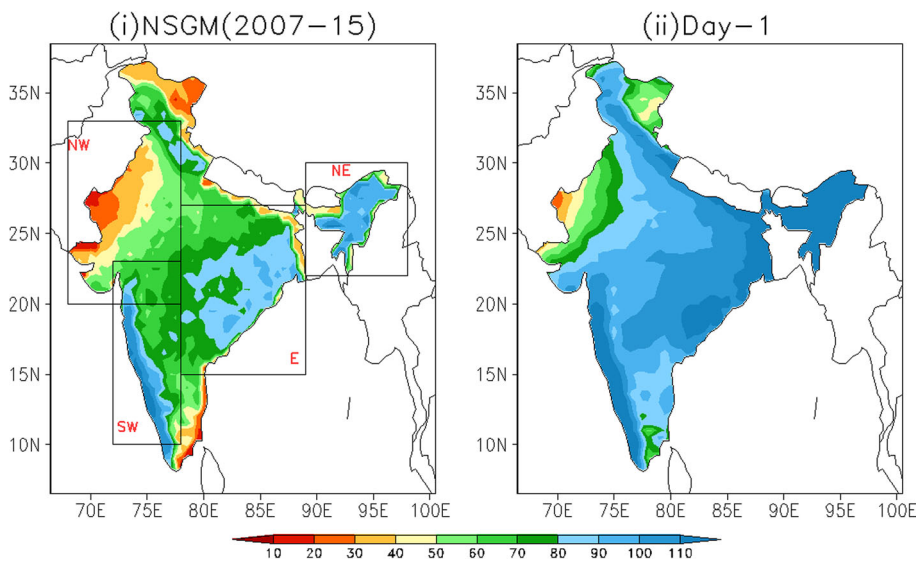 (i)NSGM(2007-15)
(ii)Day-1
35N
30N
25N
20N
15N
10N
NW
NE
E
SW
70E 75E 80E 85E 90E 95E 100E
35N
30N
25N
20N
15N
10N
70E 75E 80E 85E 90E 95E 100E
10 20 30 40 50 60 70 80 90 100 110